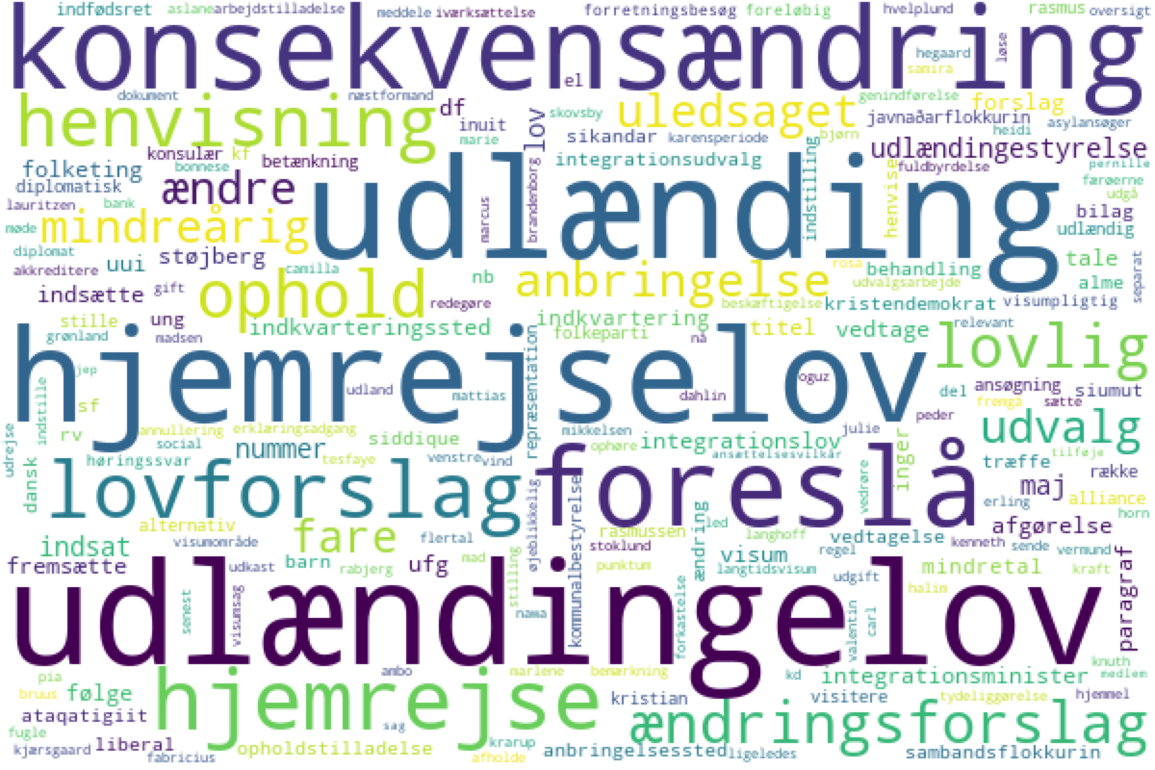 indfødsret aslan arbejdstilladelse meddele iværksættelse forretningsbesøg foreløbig hvelplund rasmus oversigt
konsekvensændring
hegaard løse
samira
el
dokument næstformand
henvisning df uledsaget genindførelse forslag
skovsby
inuit lov javnaðarflokkurin
sikandar karensperiode bjørn heidi asylansøger
marie
konsulær kf betænkning integrationsudvalg indstilling udlændingestyrelse
folketing bonnese fuldbyrdelse pernille
diplomatisk ændre udlænding henvise færøerne
lauritzen bank marcus brandenborg udgå
mindreårig bilag
møde udlændig
diplomat støjberg tale
akkreditere uui camilla nb anbringelse rosa behandling separat
udvalgsarbejde alme
indsætte gift ophold redegøre beskæftigelse kristendemokrat visumpligtig
stille ung indkvarteringssted indkvartering titel vedtage relevant
grønland madsen folkeparti nå
hjemrejselov lovlig
repræsentation
jep udland mattias dahlin oguz del ansøgning siumut
sf fremgå sætte
indstille peder
annullering erklæringsadgang mikkelsen julie udvalg
rv social nummer siddique ophøre integrationslov tilføje
udrejse høringssvar tesfaye venstre vind ansættelsesvilkår inger træffe række
dansk lovforslag foreslå maj
vedrøre erling alliance
alternativ ejeblikkelig kommunalbestyrelse rasmussen led langhoff horn
fare flertal ændring vedtagelse afgørelse
indsat visumområde stoklund visum regel kenneth sende vermund
fremsætte udkast barn rabjerg ufg mad punktum langtidsvisum udgift mindretal kraft
stilling halim paragraf
udlændingelov
senest visumsag nawa forkastelse valentin carl
ambo marlene bemærkning kd integrationsminister knuth
pia medlem
bruus følge hjemrejse kristian visitere tydeliggørelse hjemmel
ataqatigiit sag ændringsforslag
fugle liberal krarup
kjærsgaard opholdstilladelse anbringelsessted ligeledes sambandsflokkurin
fabricius afholde